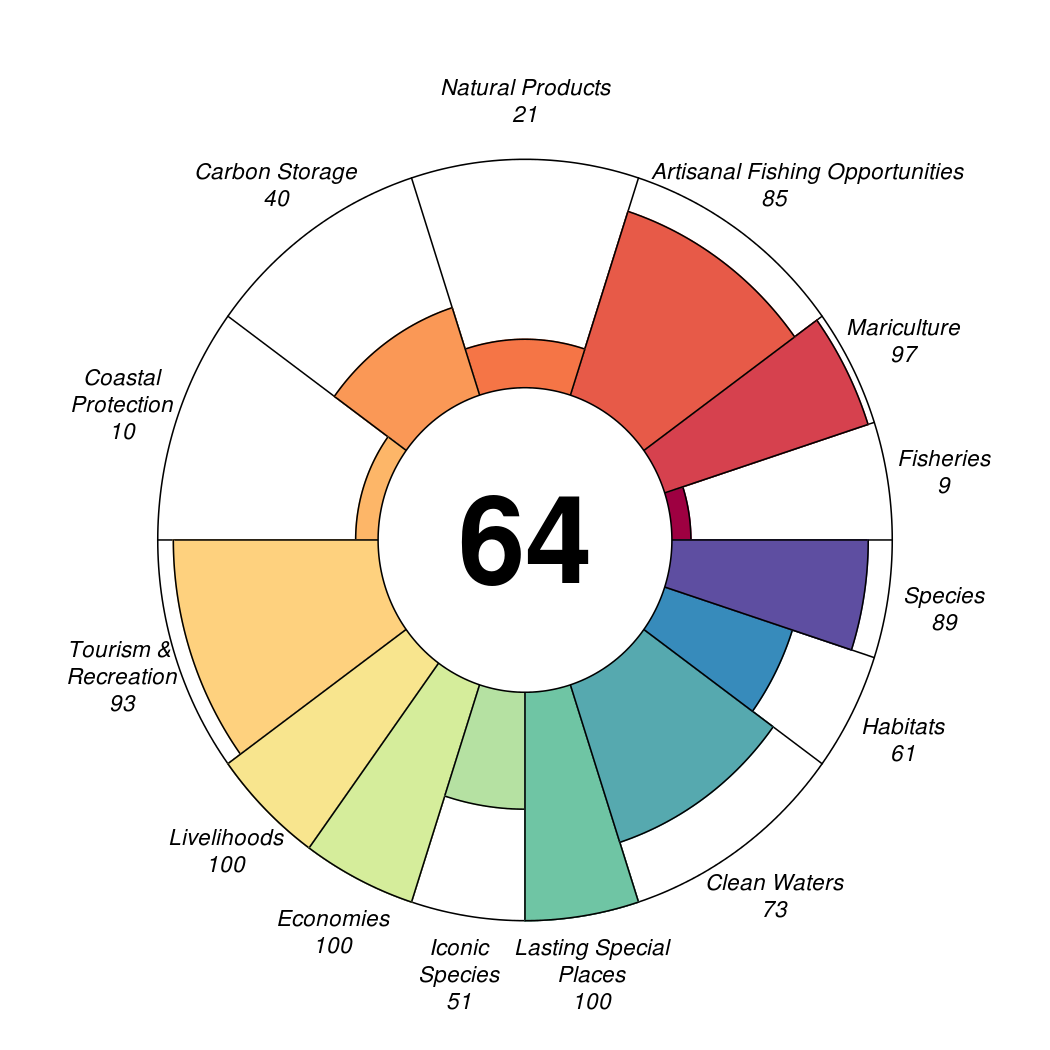 Natural Products
21
Artisanal Fishing Opportunities
85
Carbon Storage
40
Mariculture
97
Coastal
Protection
10
Fisheries
9
64
Species
89
Tourism &
Recreation
93
Habitats
61
Livelihoods
100
Clean Waters
73
Economies
100
Iconic
Species
51
Lasting Special
Places
100